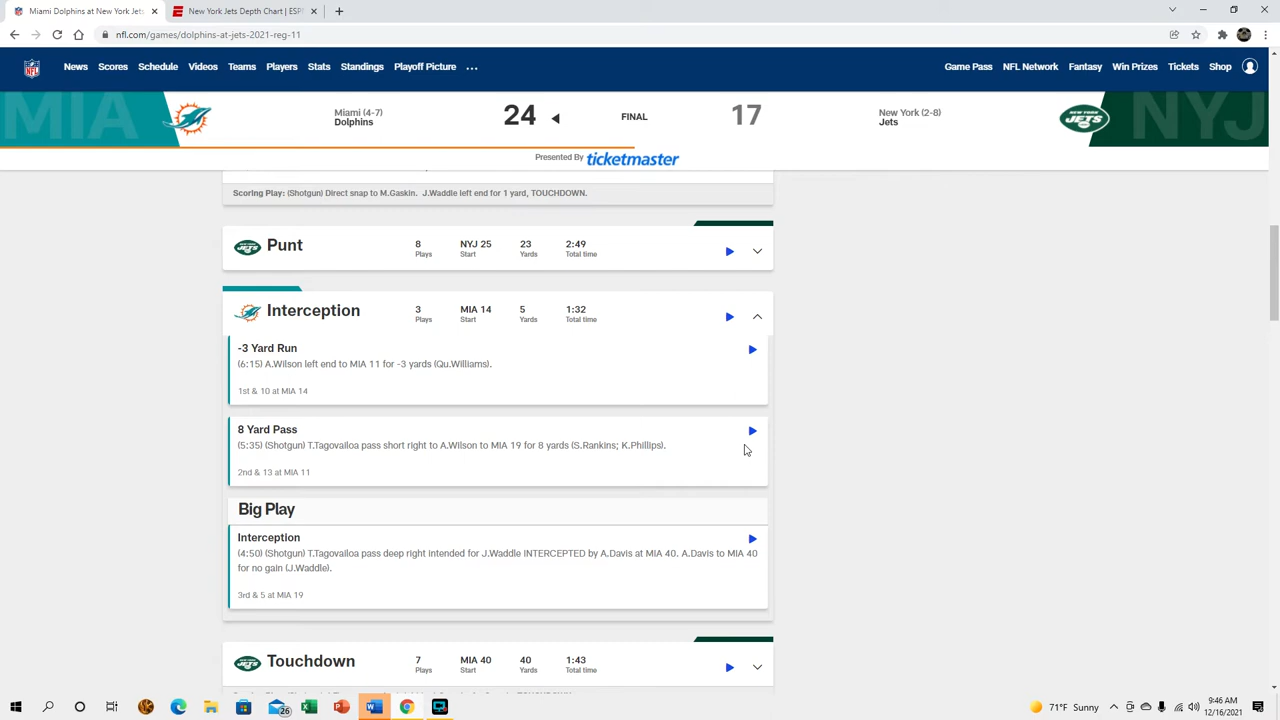 Miami Dolphins at New York Jets
New York Jets | ESP
nfl.com/games/dolphins-at-jets-2021-reg-11
News Scores Schedule Videos Teams Players Stats Standings Playoff Picture ... Game Pass NFL Network Fantasy Win Prizes Tickets Shop
MIA
Miami (4-7)
Dolphins
24
FINAL
17
New York (2-8)
Jets
NYJ
Presented By ticketmaster
Scoring Play: (Shotgun) Direct snap to M.Gaskin. J.Waddle left end for 1 yard, TOUCHDOWN.
Punt
8 NYJ 25 23 2:49
Plays Start Yards Total time
Interception
3 MIA 14 5 1:32
Plays Start Yards Total time
-3 Yard Run
(6:15) A.Wilson left end to MIA 11 for -3 yards (Qu.Williams).
1st & 10 at MIA 14
8 Yard Pass
(5:35) (Shotgun) T.Tagovailoa pass short right to A.Wilson to MIA 19 for 8 yards (S.Rankins; K.Phillips).
2nd & 13 at MIA 11
Big Play
Interception
(4:50) (Shotgun) T.Tagovailoa pass deep right intended for J.Waddle INTERCEPTED by A.Davis at MIA 40. A.Davis to MIA 40
for no gain (J.Waddle).
3rd & 5 at MIA 19
Touchdown
7 MIA 40 40 1:43
Plays Start Yards Total time
26
71°F Sunny
9:46 AM
12/16/2021